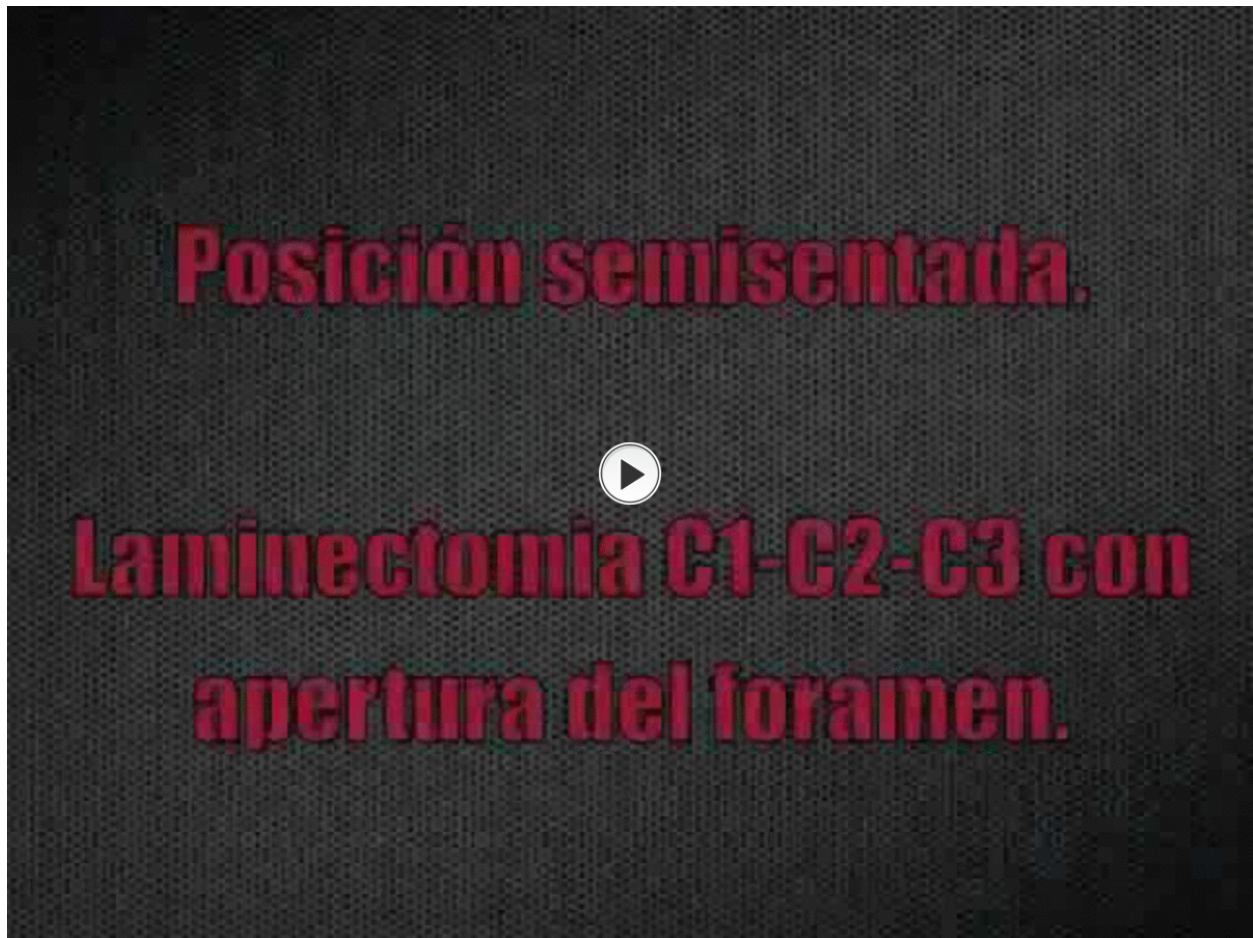 Posición semisentada.
Laminectomia C1-C2-C3 con
apertura del foramen.